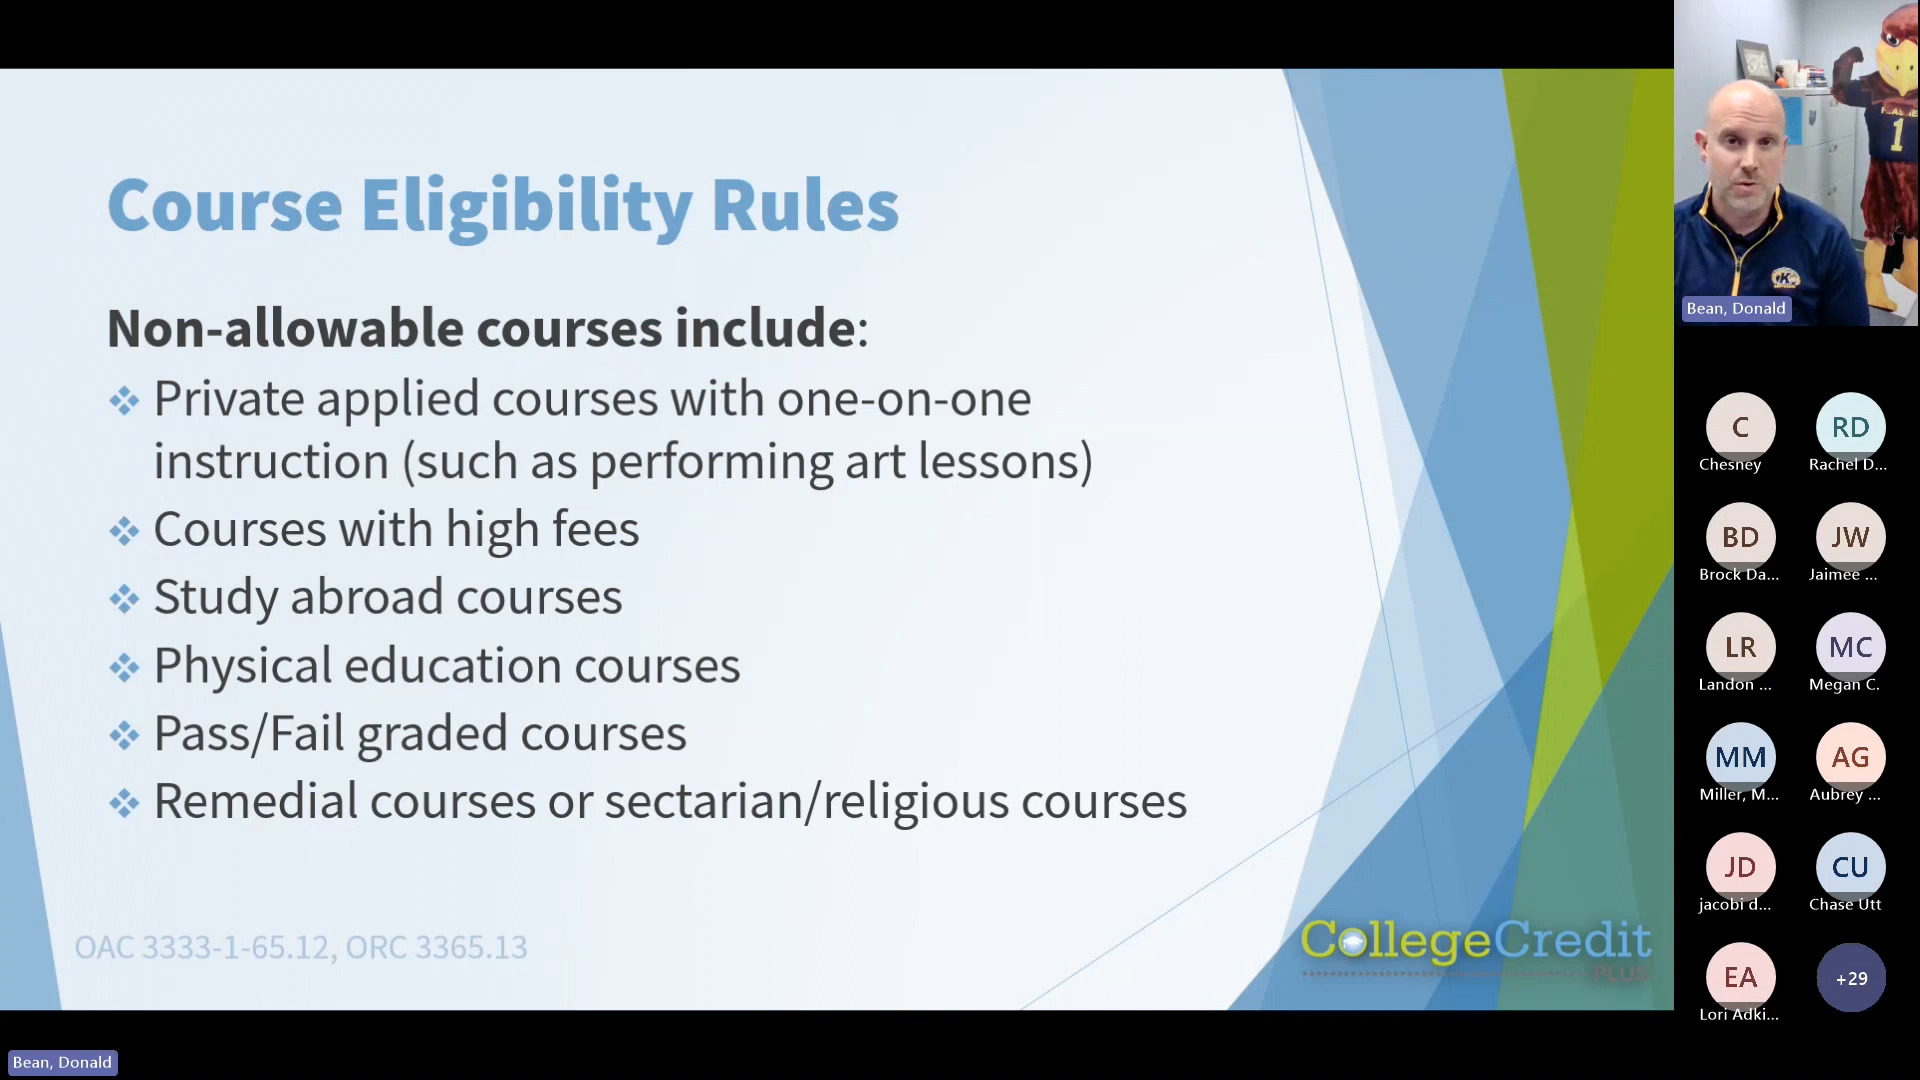 Course Eligibility Rules
Non-allowable courses include:
Private applied courses with one-on-one
instruction (such as performing art lessons)
Courses with high fees
Study abroad courses
Physical education courses
Pass/Fail graded courses
Remedial courses or sectarian/religious courses
OAC 3333-1-65.12, ORC 3365.13
CollegeCredit
PLUS
1
K
Bean, Donald
C
Chesney
RD
Rachel D...
BD
Brock Da...
JW
Jaimee ...
LR
Landon ...
MC
Megan C.
MM
Miller, M...
AG
Aubrey ...
JD
jacobi d...
CU
Chase Utt
EA
Lori Adki...
+29
Bean, Donald